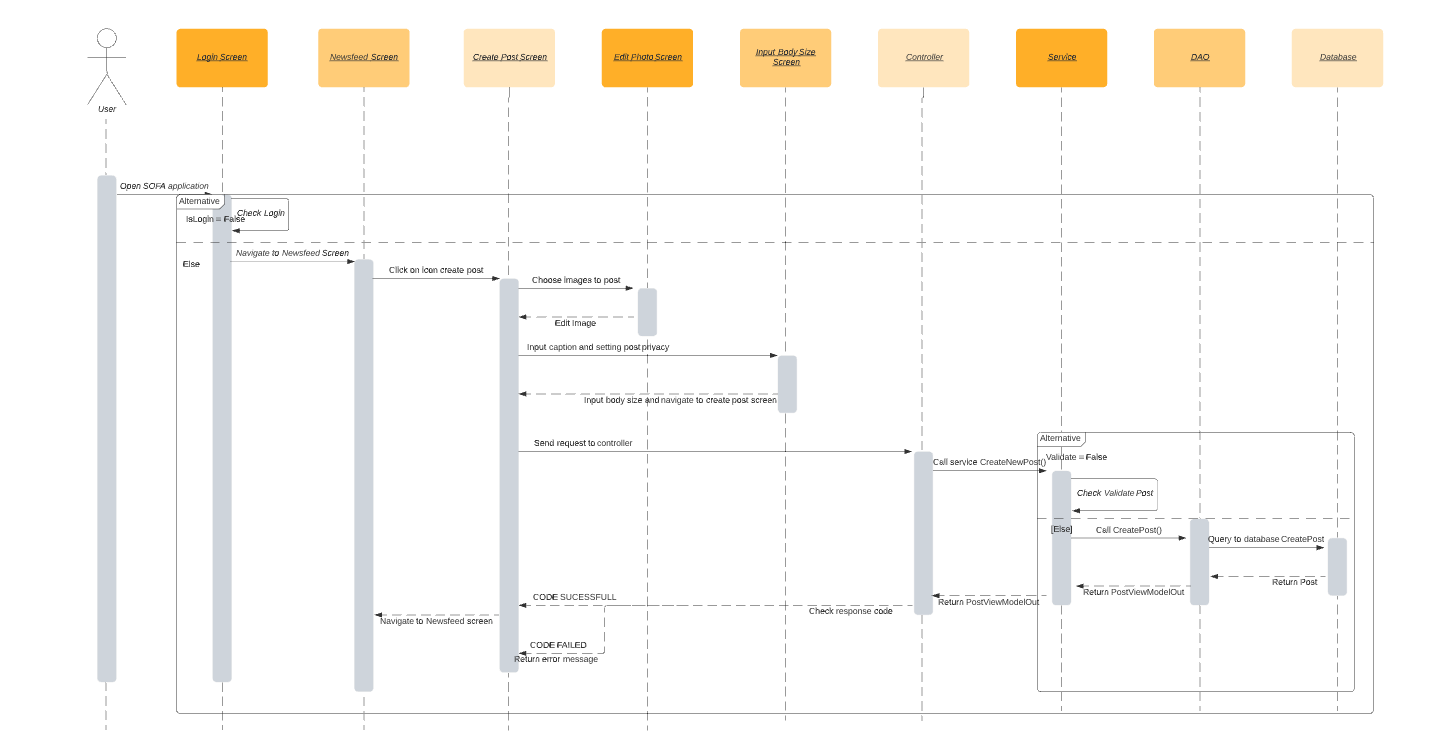 Login Screen
Newsfeed Screen
Create Post Screen
Edit Photo Screen
Input Body Size
Screen
Controller
Service
DAO
Database
User
Open SOFA application
Alternative
Check Login
IsLogin = False
Navigate to Newsfeed Screen
Else
Click on icon create post
Choose images to post
Edit Image
Input caption and setting post privacy
Input body size and navigate to create post screen
Send request to controller
Alternative
Validate = False
Call service CreateNewPost()
Check Validate Post
[Else]
Call CreatePost()
Query to database CreatePost
Return Post
Return PostViewModelOut
Return PostViewModelOut
CODE SUCESSFULL
Check response code
Navigate to Newsfeed screen
CODE FAILED
Return error message